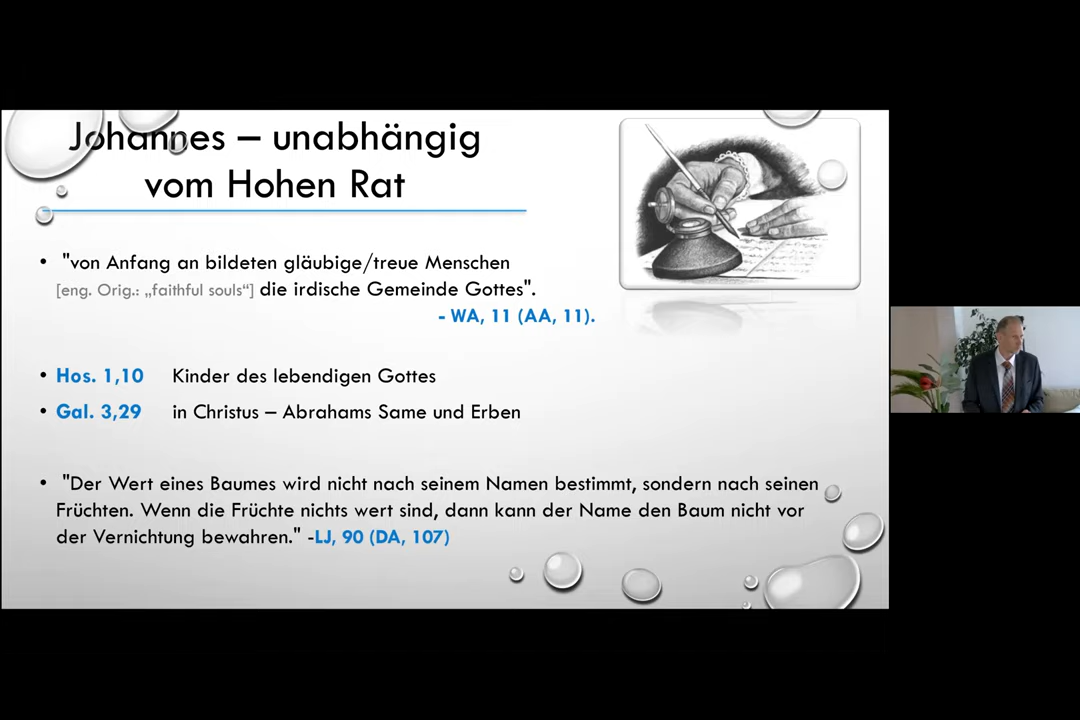 Johannes – unabhängig
vom Hohen Rat
• "von Anfang an bildeten gläubige/treue Menschen
[eng. Orig.: „faithful souls“] die irdische Gemeinde Gottes".
- WA, 11 (AA, 11).
• Hos. 1,10 Kinder des lebendigen Gottes
• Gal. 3,29 in Christus – Abrahams Same und Erben
• "Der Wert eines Baumes wird nicht nach seinem Namen bestimmt, sondern nach seinen
Früchten. Wenn die Früchte nichts wert sind, dann kann der Name den Baum nicht vor
der Vernichtung bewahren." -LJ, 90 (DA, 107)